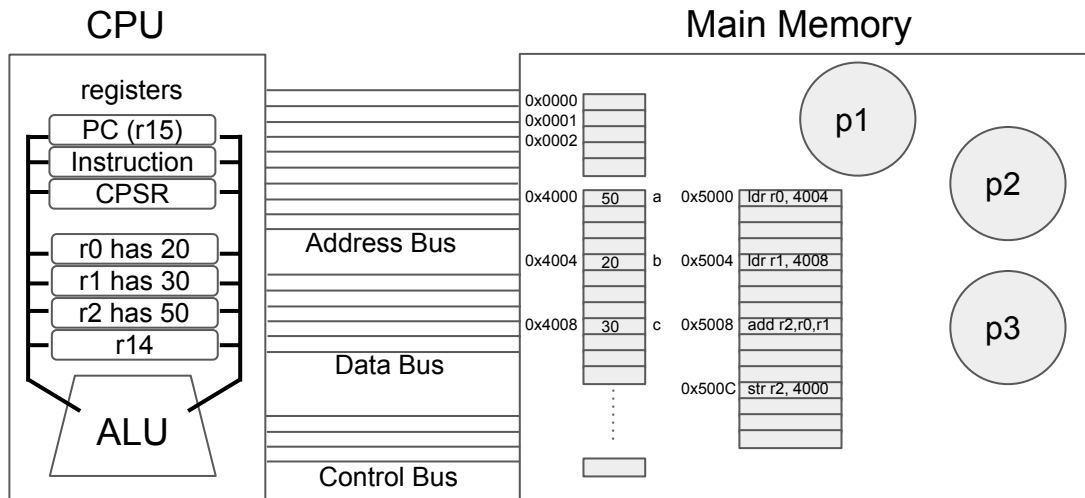 CPU
Main Memory
registers
PC (r15)
Instruction
CPSR
r0 has 20
r1 has 30
r2 has 50
r14
ALU
Address Bus
Data Bus
Control Bus
0x0000
0x0001
0x0002
0x4000 50 a
0x4004 20 b
0x4008 30 c
0x5000 ldr r0, 4004
0x5004 ldr r1, 4008
0x5008 add r2,r0,r1
0x500C str r2, 4000
p1
p2
p3